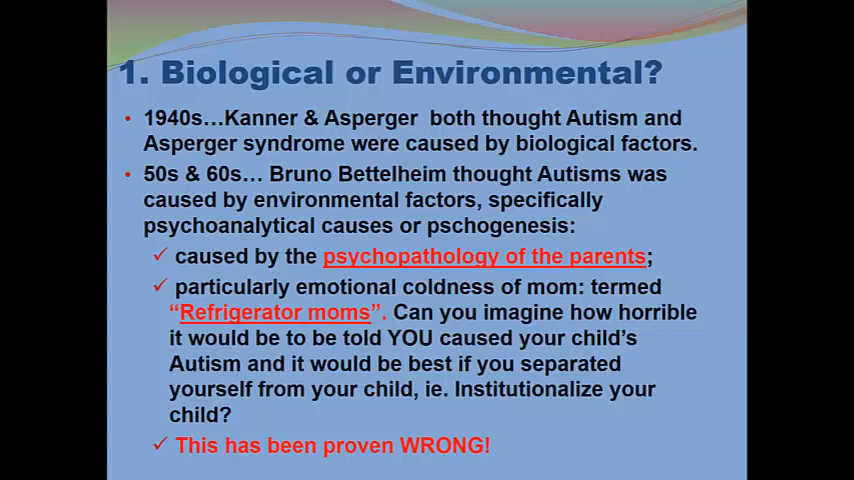 1. Biological or Environmental?
• 1940s…Kanner & Asperger both thought Autism and
Asperger syndrome were caused by biological factors.
• 50s & 60s… Bruno Bettelheim thought Autisms was
caused by environmental factors, specifically
psychoanalytical causes or pschogenesis:
✓ caused by the psychopathology of the parents;
✓ particularly emotional coldness of mom: termed
“Refrigerator moms”. Can you imagine how horrible
it would be to be told YOU caused your child’s
Autism and it would be best if you separated
yourself from your child, ie. Institutionalize your
child?
✓ This has been proven WRONG!